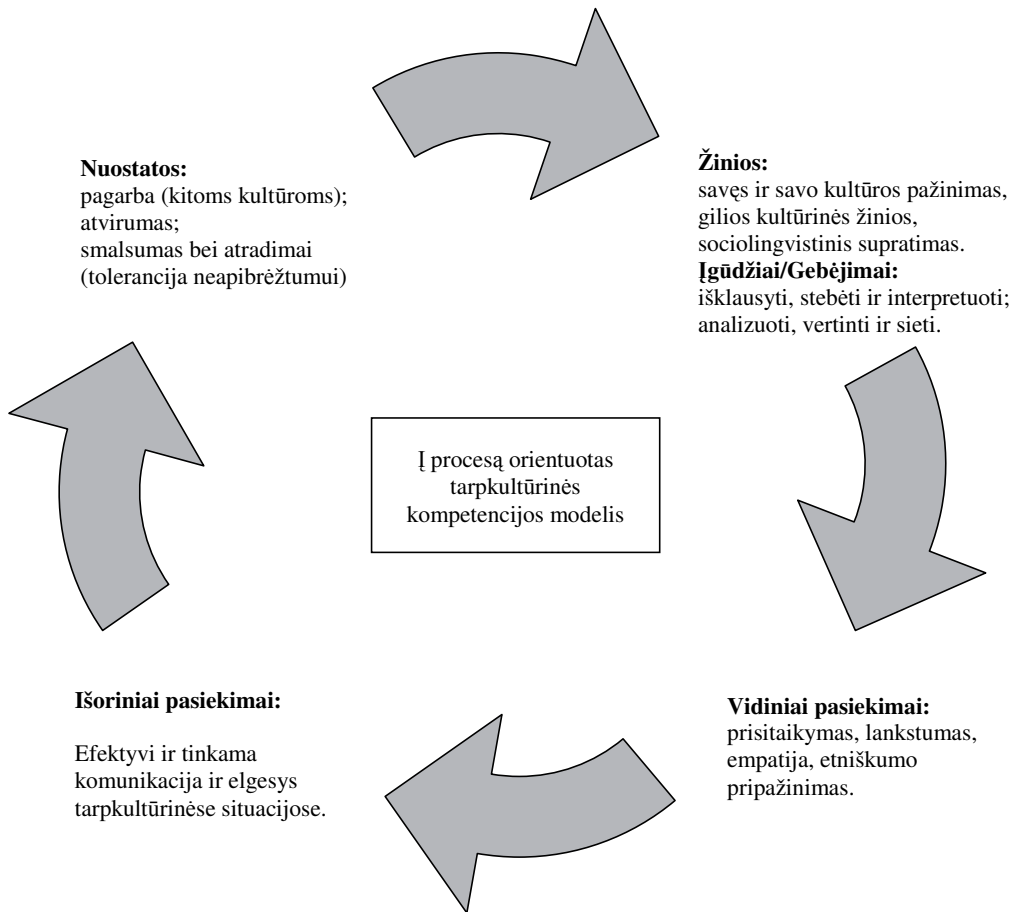 Nuostatos:
pagarba (kitoms kultūroms);
atvirumas;
smalsumas bei atradimai
(tolerancija neapibrėžtumui)
Žinios:
savęs ir savo kultūros pažinimas,
gilios kultūrinės žinios,
sociolingvistinis supratimas.
Įgūdžiai/Gebėjimai:
išklausyti, stebėti ir interpretuoti;
analizuoti, vertinti ir sieti.
Į procesą orientuotas
tarpkultūrinės
kompetencijos modelis
Išoriniai pasiekimai:
Efektyvi ir tinkama
komunikacija ir elgesys
tarpkultūrinėse situacijose.
Vidiniai pasiekimai:
prisitaikymas, lankstumas,
empatija, etniškumo
pripažinimas.